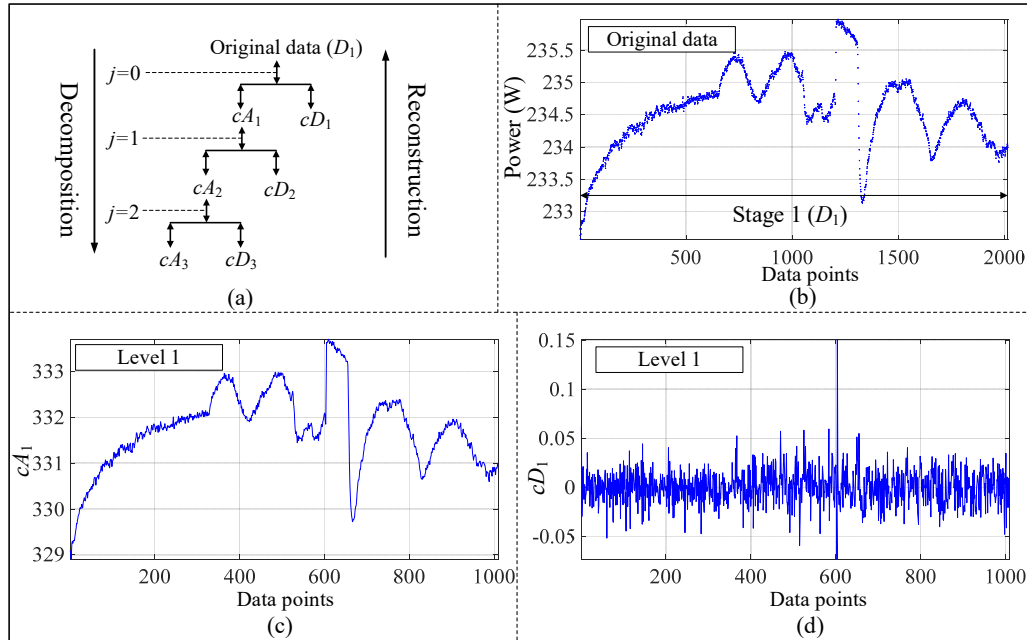 Original data (D1)
j=0
cA1
cD1
j=1
cA2
cD2
j=2
cA3
cD3
Decomposition
Reconstruction
(a)
Original data
235.5
235
234.5
234
233.5
233
Power (W)
Stage 1 (D1)
500
1000
1500
2000
Data points
(b)
Level 1
333
332
331
330
329
cA1
200
400
600
800
1000
Data points
(c)
Level 1
0.15
0.1
0.05
0
-0.05
cD1
200
400
600
800
1000
Data points
(d)